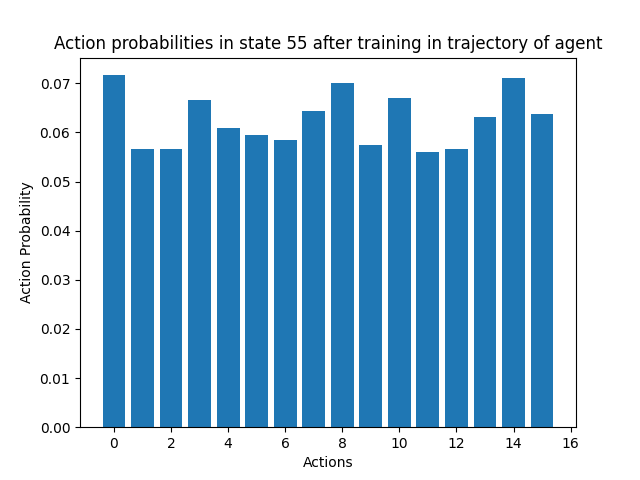 Action probabilities in state 55 after training in trajectory of agent
0.07
0.06
0.05
0.04
0.03
0.02
0.01
0.00
Action Probability
0 2 4 6 8 10 12 14 16
Actions